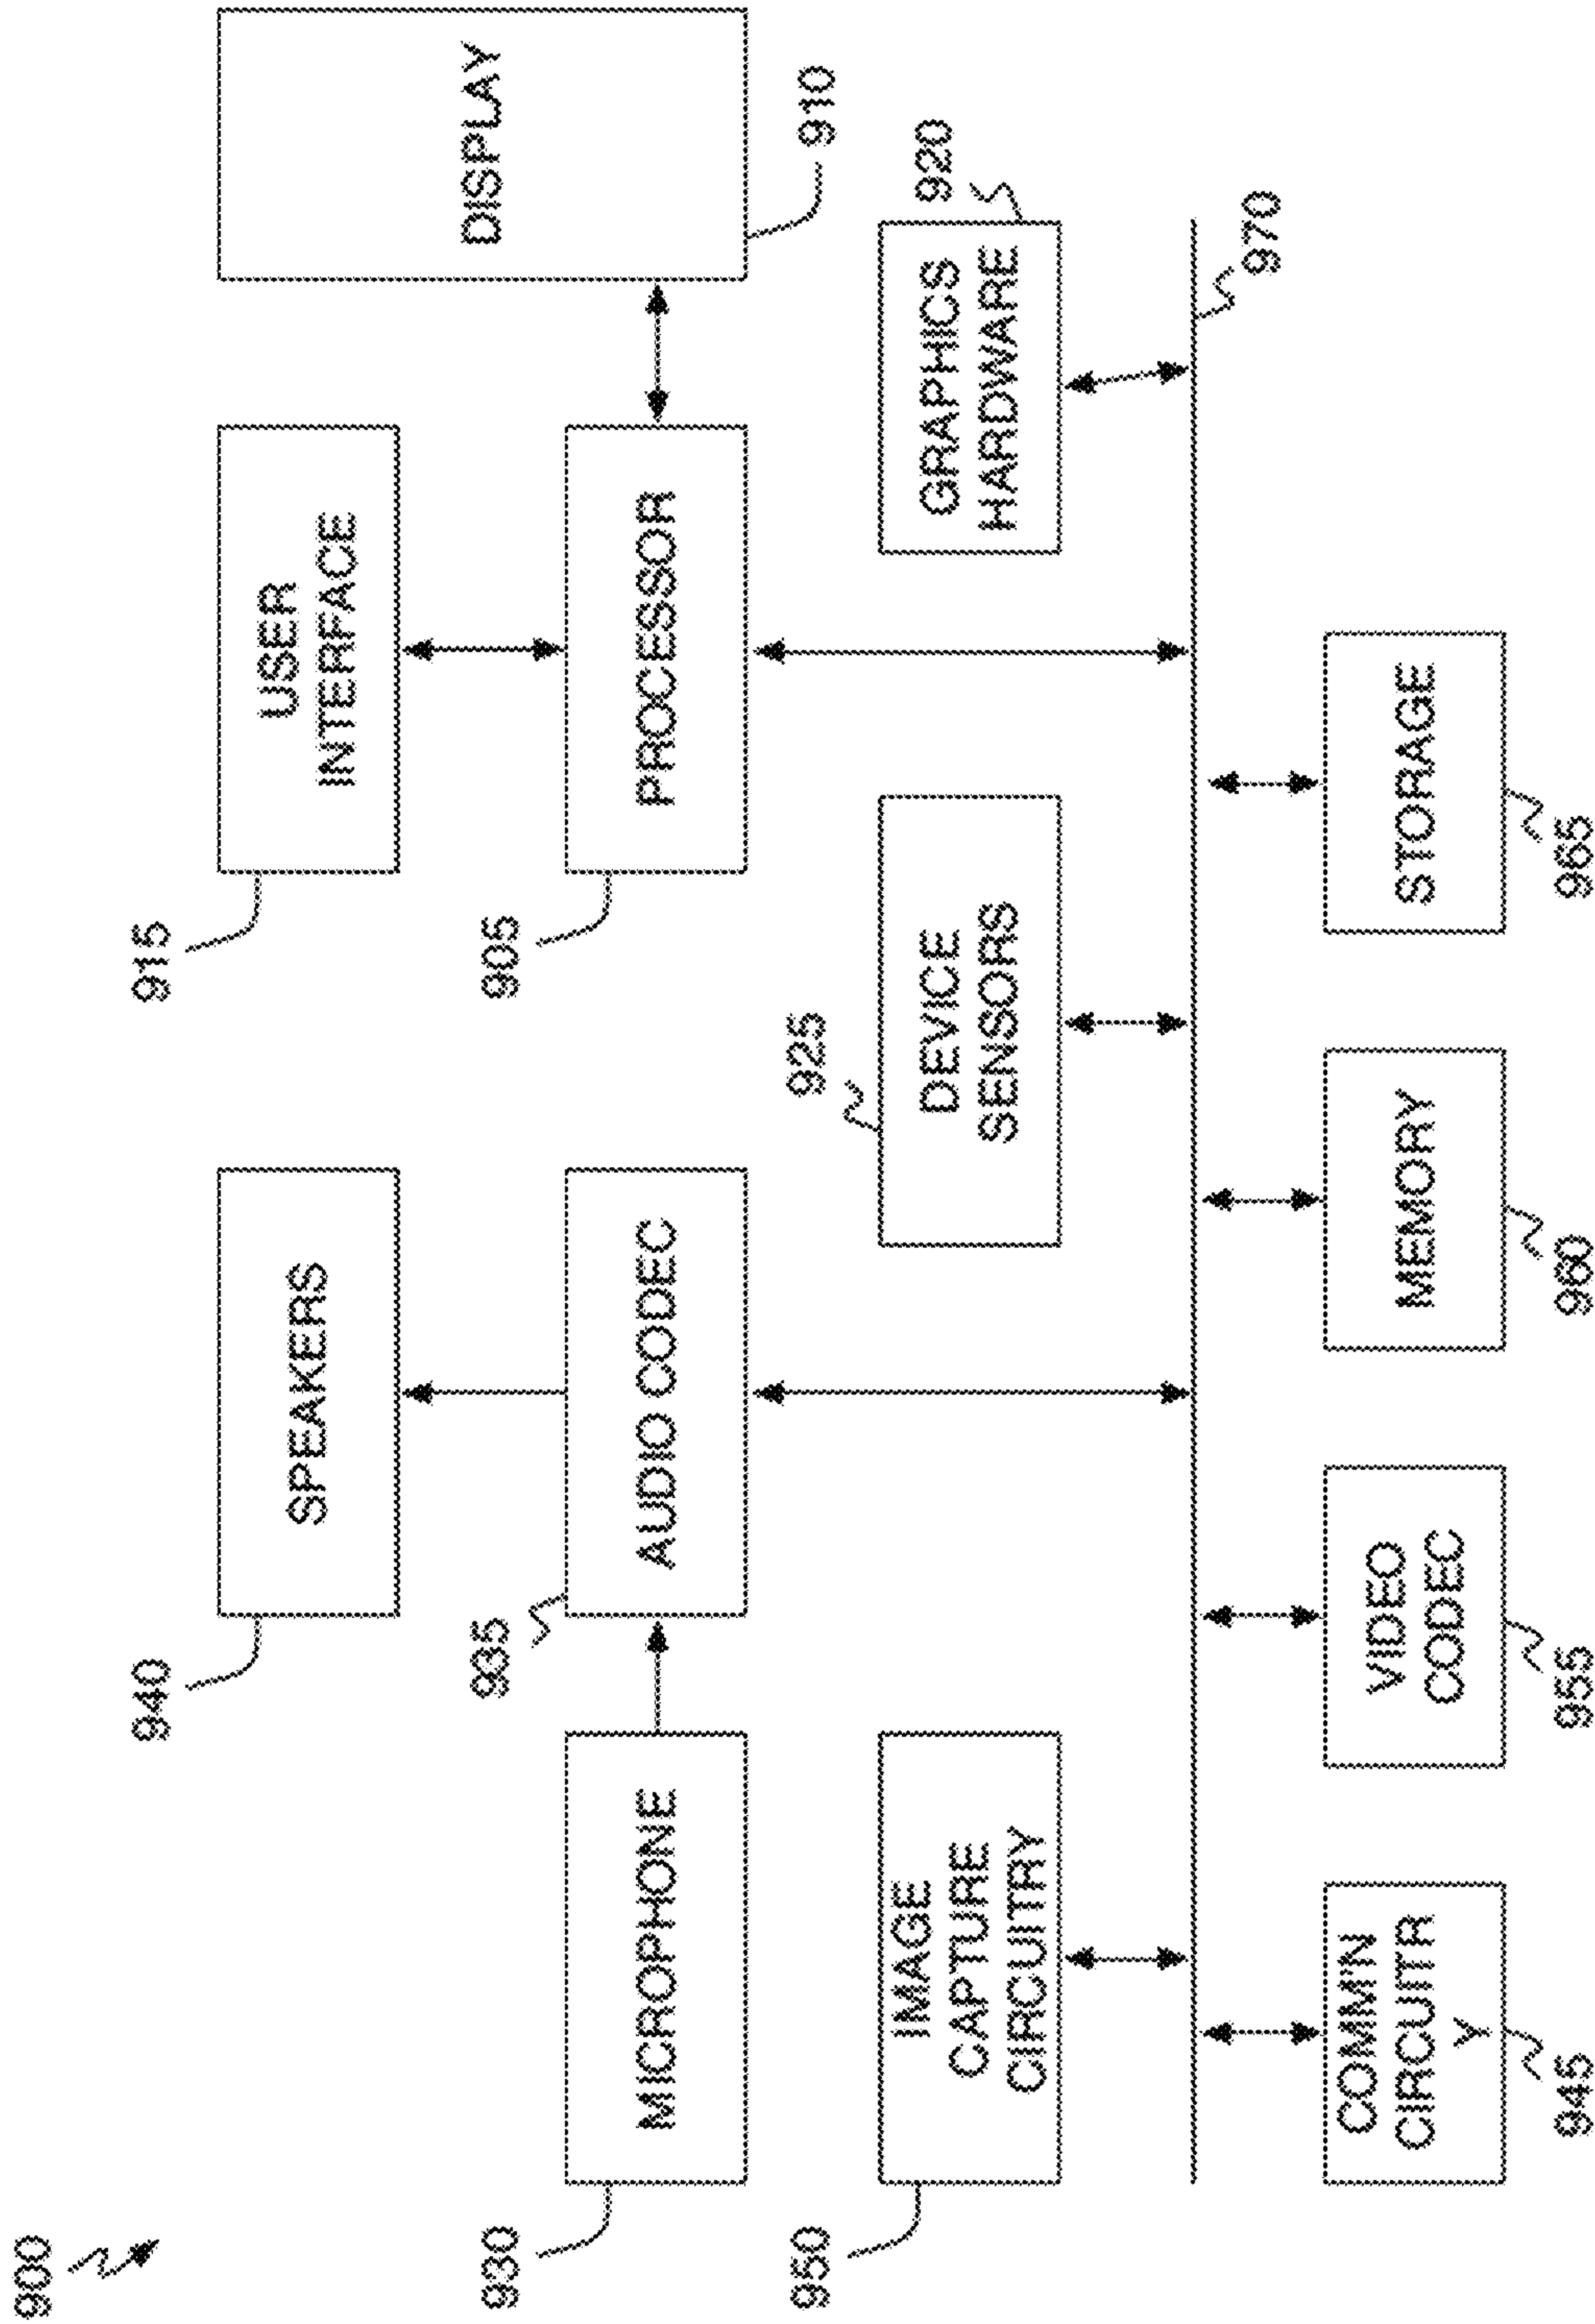 900
940
SPEAKERS
915
USER
INTERFACE
DISPLAY
930
MICROPHONE
935
AUDIO CODEC
905
PROCESSOR
910
950
IMAGE
CAPTURE
CIRCUITRY
925
DEVICE
SENSORS
GRAPHICS
HARDWARE
920
970
COMM'N
CIRCUITR
Y
VIDEO
CODEC
MEMORY
STORAGE
945
955
960
965